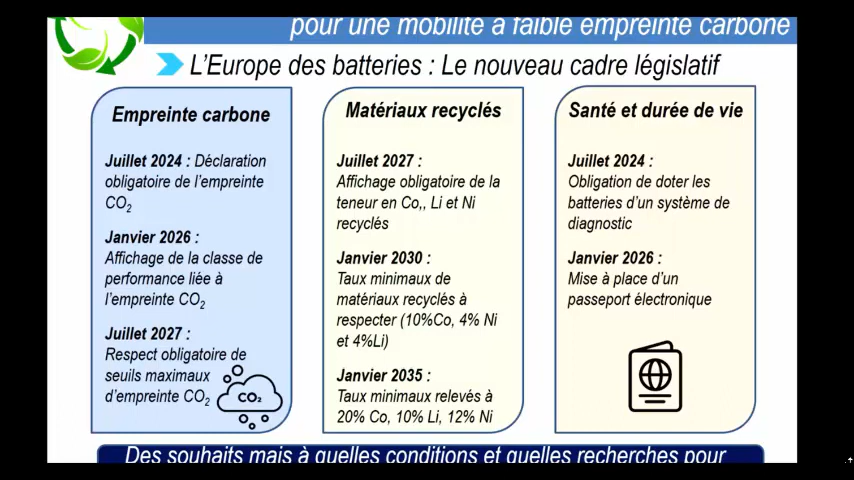 pour une mobilité à faible empreinte carbone
L'Europe des batteries : Le nouveau cadre législatif
Empreinte carbone
Juillet 2024 : Déclaration
obligatoire de l'empreinte
CO2
Janvier 2026 :
Affichage de la classe de
performance liée à
l'empreinte CO2
Juillet 2027 :
Respect obligatoire de
seuils maximaux
d'empreinte CO2
CO2
Matériaux recyclés
Juillet 2027 :
Affichage obligatoire de la
teneur en Co,, Li et Ni
recyclés
Janvier 2030 :
Taux minimaux de
matériaux recyclés à
respecter (10%Co, 4% Ni
et 4%Li)
Janvier 2035 :
Taux minimaux relevés à
20% Co, 10% Li, 12% Ni
Santé et durée de vie
Juillet 2024 :
Obligation de doter les
batteries d'un système de
diagnostic
Janvier 2026 :
Mise à place d'un
passeport électronique
Des souhaits mais à quelles conditions et quelles recherches pour